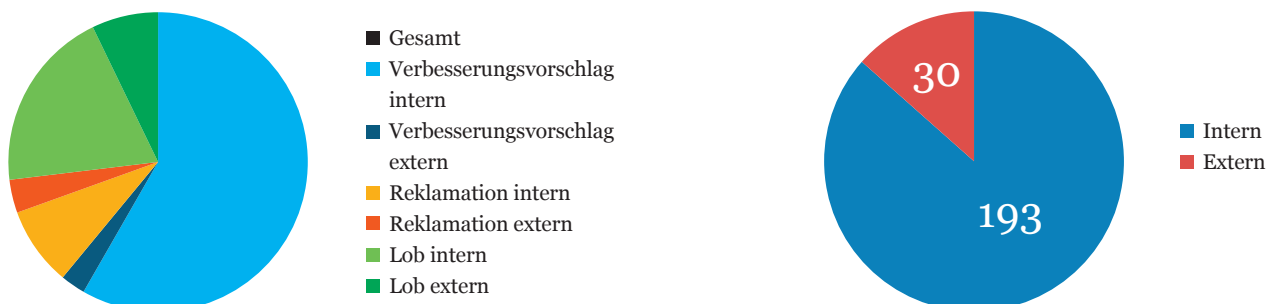 Gesamt
Verbesserungsvorschlag
intern
Verbesserungsvorschlag
extern
Reklamation intern
Reklamation extern
Lob intern
Lob extern
30
193
Intern
Extern